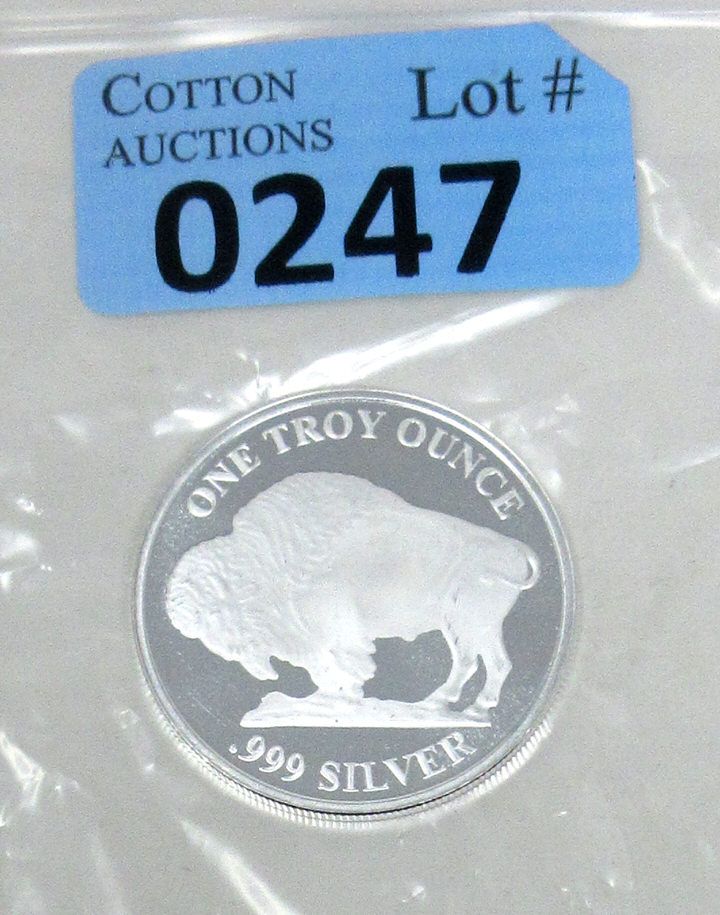 COTTON
AUCTIONS
Lot #
0247
ONE TROY OUNCE
.999 SILVER